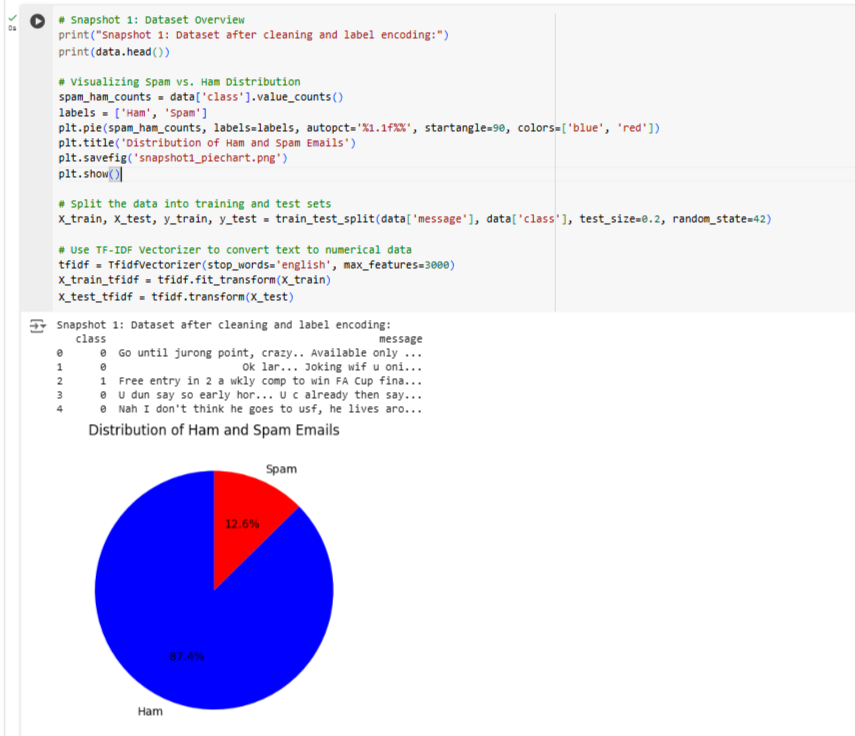 0s
# Snapshot 1: Dataset Overview
print("Snapshot 1: Dataset after cleaning and label encoding:")
print(data.head())
# Visualizing Spam vs. Ham Distribution
spam_ham_counts = data['class'].value_counts()
labels = ['Ham', 'Spam']
plt.pie(spam_ham_counts, labels=labels, autopct='%1.1f%%', startangle=90, colors=['blue', 'red'])
plt.title('Distribution of Ham and Spam Emails')
plt.savefig('snapshot1_piechart.png')
plt.show()
# Split the data into training and test sets
X_train, X_test, y_train, y_test = train_test_split(data['message'], data['class'], test_size=0.2, random_state=42)
# Use TF-IDF Vectorizer to convert text to numerical data
tfidf = TfidfVectorizer(stop_words='english', max_features=3000)
X_train_tfidf = tfidf.fit_transform(X_train)
X_test_tfidf = tfidf.transform(X_test)
Snapshot 1: Dataset after cleaning and label encoding:
class message
0 0 Go until jurong point, crazy.. Available only ...
1 0 Ok lar... Joking wif u oni...
2 1 Free entry in 2 a wkly comp to win FA Cup fina...
3 0 U dun say so early hor... U c already then say...
4 0 Nah I don't think he goes to usf, he lives aro...
Distribution of Ham and Spam Emails
Spam
12.6%
87.4%
Ham